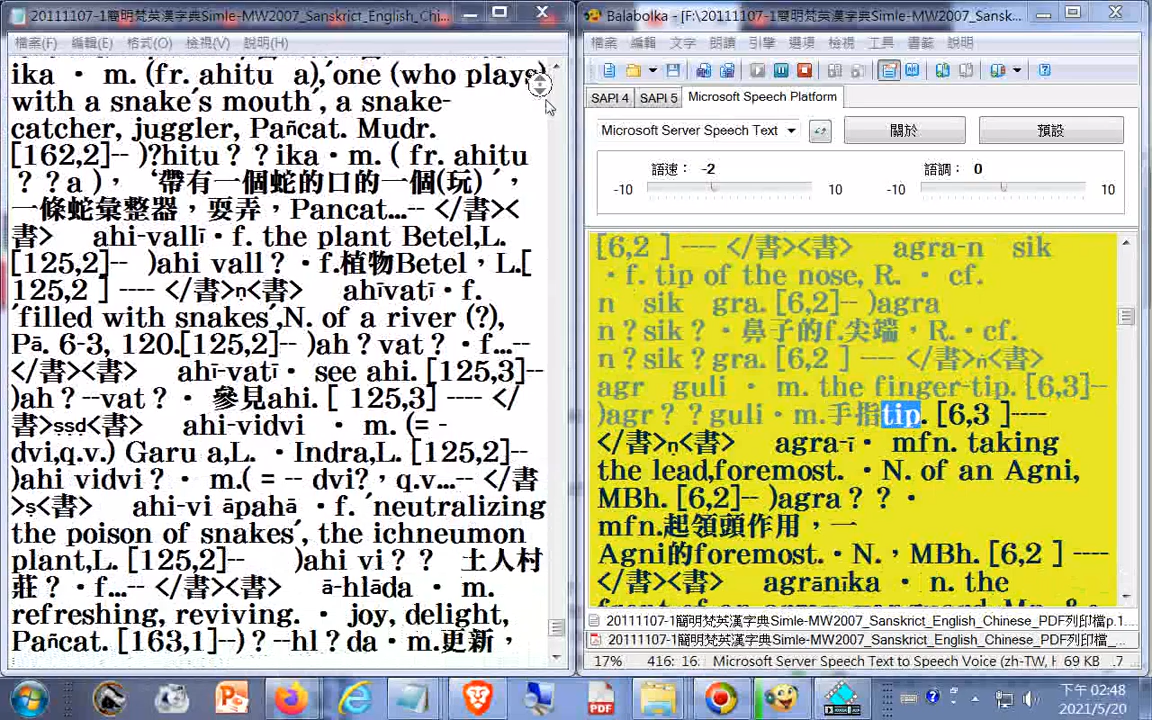 20111107-1簡明梵英漢字典Simle-MW2007_Sanskrict_English_Chi...
檔案(F) 編輯(E) 格式(O) 檢視(V) 說明(H)
ika ・ m. (fr. ahitu a),'one (who plays)
with a snake's mouth', a snake-
catcher, juggler, Pañcat. Mudr.
[162,2]-- )?hitu？？ika・m. ( fr. ahitu
？？a )，‘帶有一個蛇的口的一個(玩)´，
一條蛇彙整器，耍弄，Pancat...-- </書><
書> ahi-vallī・f. the plant Betel,L.
[125,2]-- )ahi vall？・f.植物Betel，L.[
125,2 ] ---- </書>ṇ<書> ahīvatī・f.
'filled with snakes',N. of a river (?),
Pā. 6-3, 120.[125,2]-- )ah？vat？・f...--
</書><書> ahī-vatī・ see ahi. [125,3]--
)ah？--vat？・ 參見ahi. [ 125,3] ---- </
書>ṣṣḍ<書> ahi-vidvi ・ m. (= -
dvi,q.v.) Garu a,L. ・Indra,L. [125,2]--
)ahi vidvi？・ m.( = -- dvi?, q.v...-- </書
>ṣ<書> ahi-vi āpahā・f. 'neutralizing
the poison of snakes', the ichneumon
plant,L. [125,2]-- )ahi vi？？ 土人村
莊？・f...-- </書><書> ā-hlāda ・ m.
refreshing, reviving. ・ joy, delight,
Pañcat. [163,1]--)？--hl？da・m.更新，
Balabolka - [F:\20111107-1簡明梵英漢字典Simle-MW2007_Sansk...
檔案 編輯 文字 朗讀 引擎 選項 檢視 工具 書籤 說明
SAPI 4 SAPI 5 Microsoft Speech Platform
Microsoft Server Speech Text 關於 預設
語速： -2 語調： 0
-10 10 -10 10
[6,2 ] ---- </書><書> agra-n sik
・f. tip of the nose, R. ・ cf.
n sik gra. [6,2]-- )agra
n？sik？・鼻子的f.尖端，R.・cf.
n？sik？gra. [6,2 ] ---- </書>ṅ<書>
agr guli ・ m. the finger-tip. [6,3]--
)agr？？guli・m.手指tip. [6,3 ]----
</書>ṇ<書> agra-ī・ mfn. taking
the lead,foremost. ・N. of an Agni,
MBh. [6,2]-- )agra？？・
mfn.起領頭作用，一
Agni的foremost.・N.，MBh. [6,2 ] ----
</書><書> agrānīka ・ n. the
20111107-1簡明梵英漢字典Simle-MW2007_Sanskrict_English_Chinese_PDF列印檔p.1...
20111107-1簡明梵英漢字典Simle-MW2007_Sanskrict_English_Chinese_PDF列印檔...
17% 416: 16: Microsoft Server Speech Text to Speech Voice (zh-TW, H 69 KB .7
下午 02:48
2021/5/20